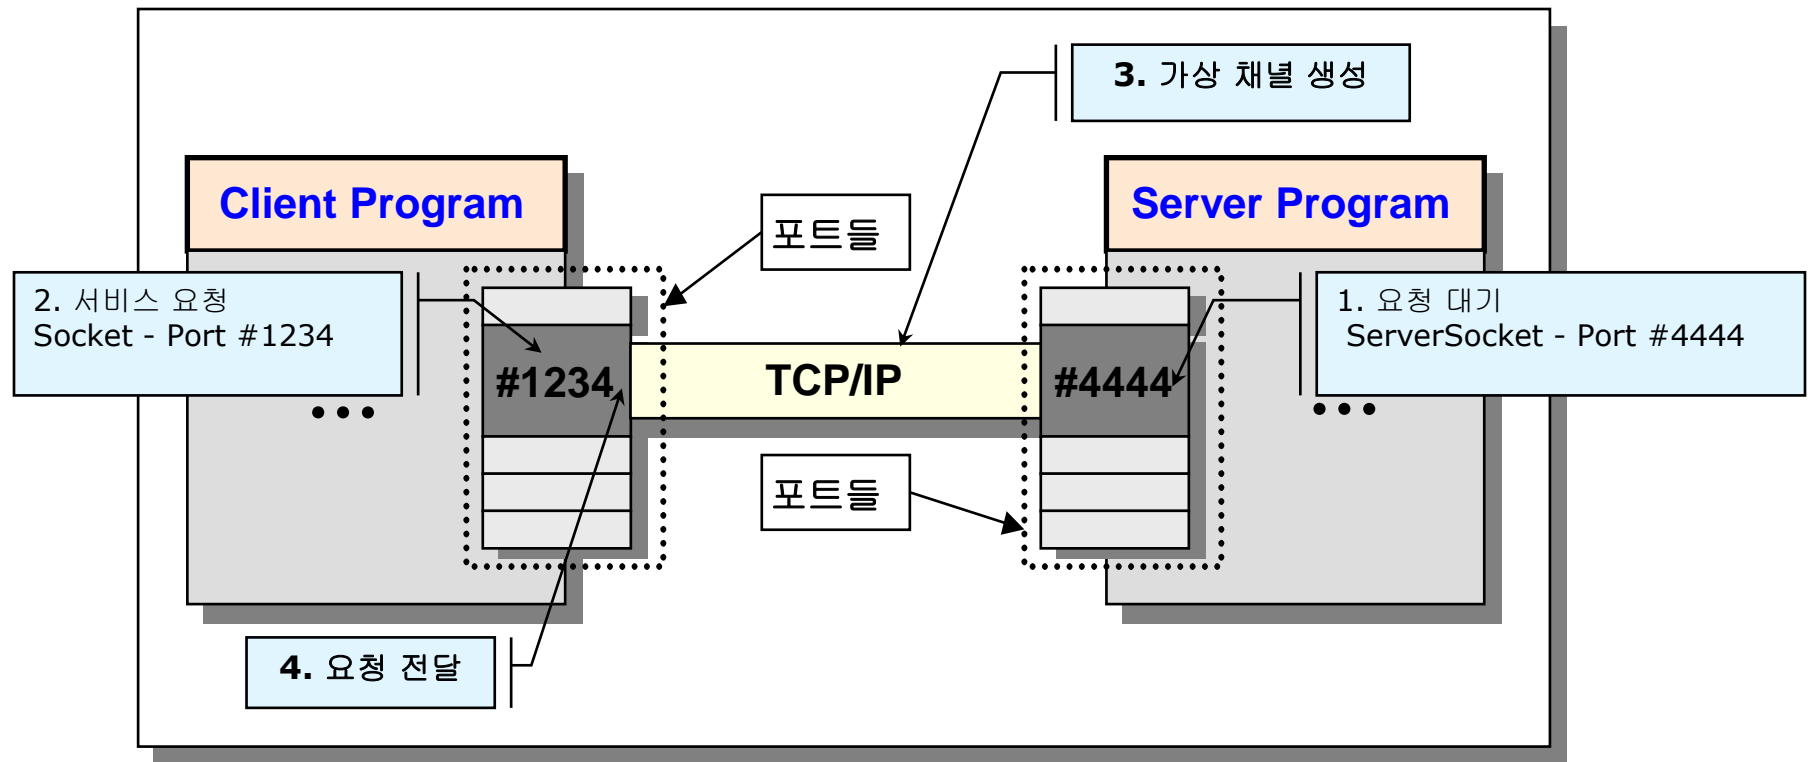 3. 가상 채널 생성
Client Program
Server Program
포트들
2. 서비스 요청
Socket - Port #1234
1. 요청 대기
ServerSocket - Port #4444
#1234
TCP/IP
#4444
...
...
포트들
4. 요청 전달